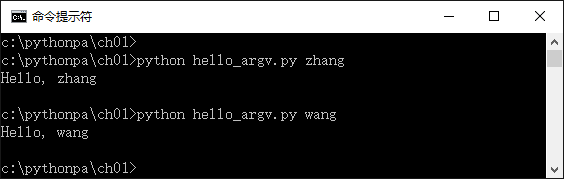 命令提示符
c:\pythonpa\ch01>
c:\pythonpa\ch01>python hello_argv.py zhang
Hello, zhang
c:\pythonpa\ch01>python hello_argv.py wang
Hello, wang
c:\pythonpa\ch01>